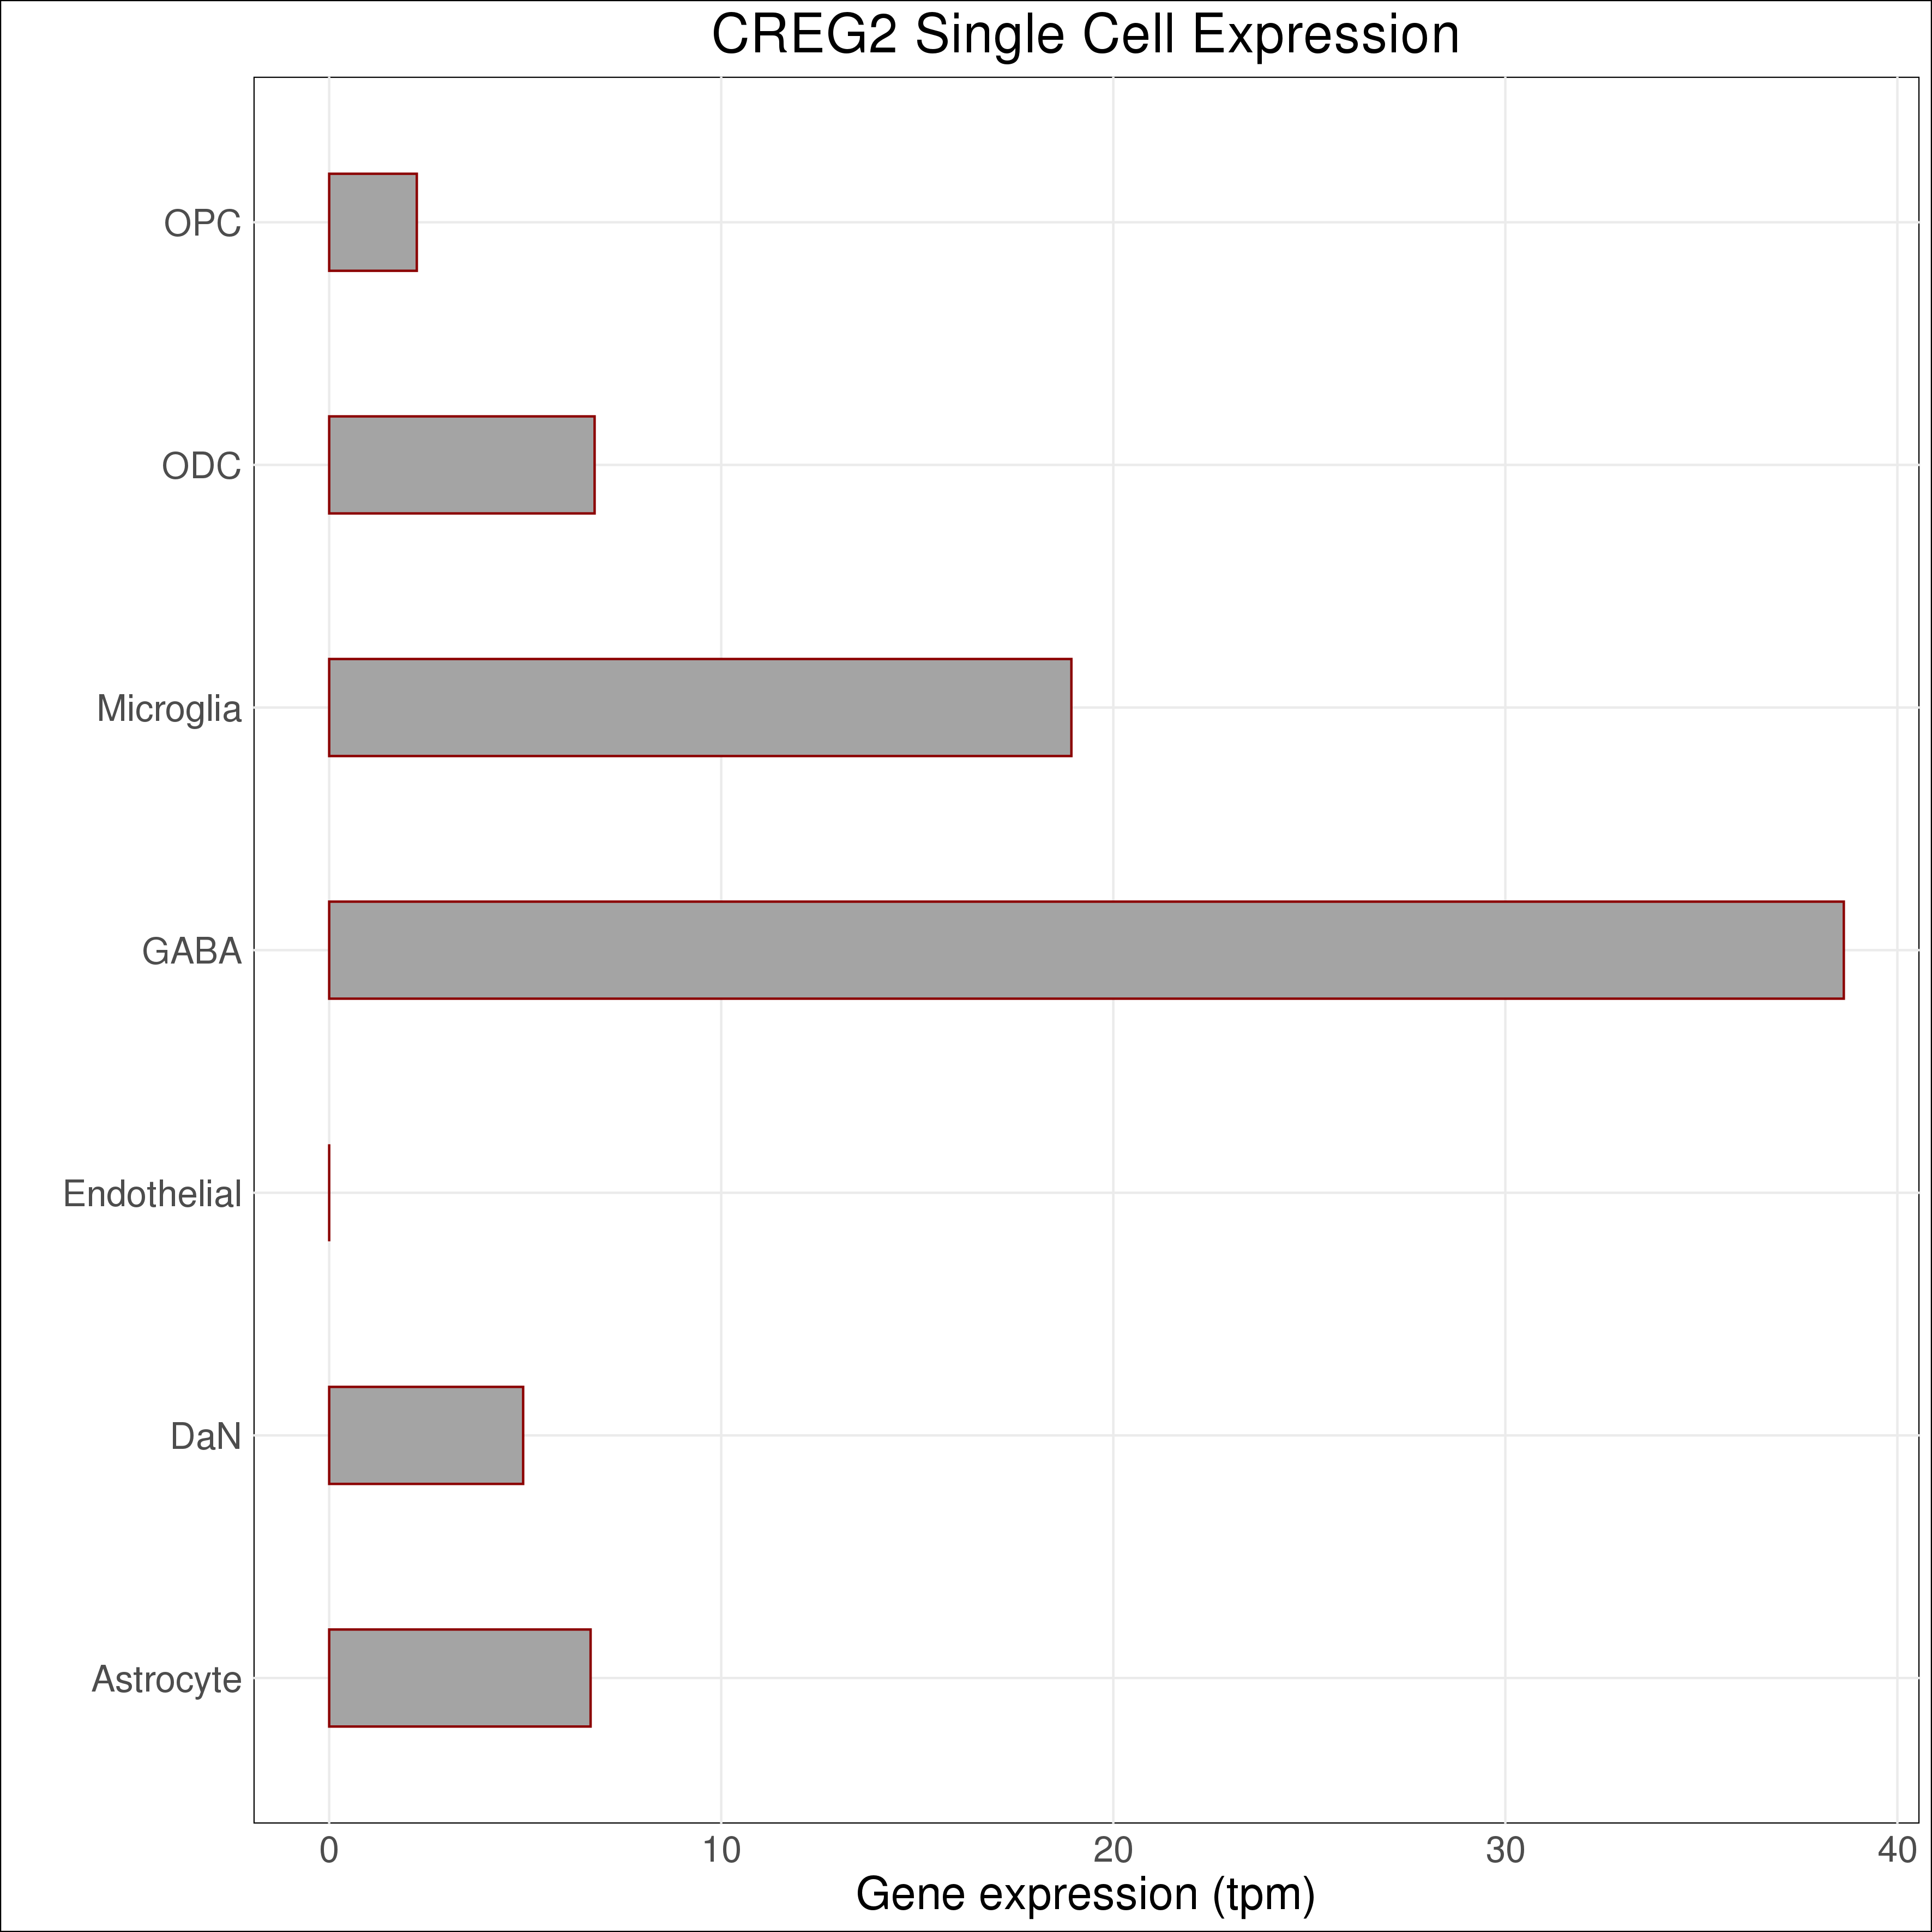 CREG2 Single Cell Expression
OPC
ODC
Microglia
GABA
Endothelial
DaN
Astrocyte
0 10 20 30 40
Gene expression (tpm)